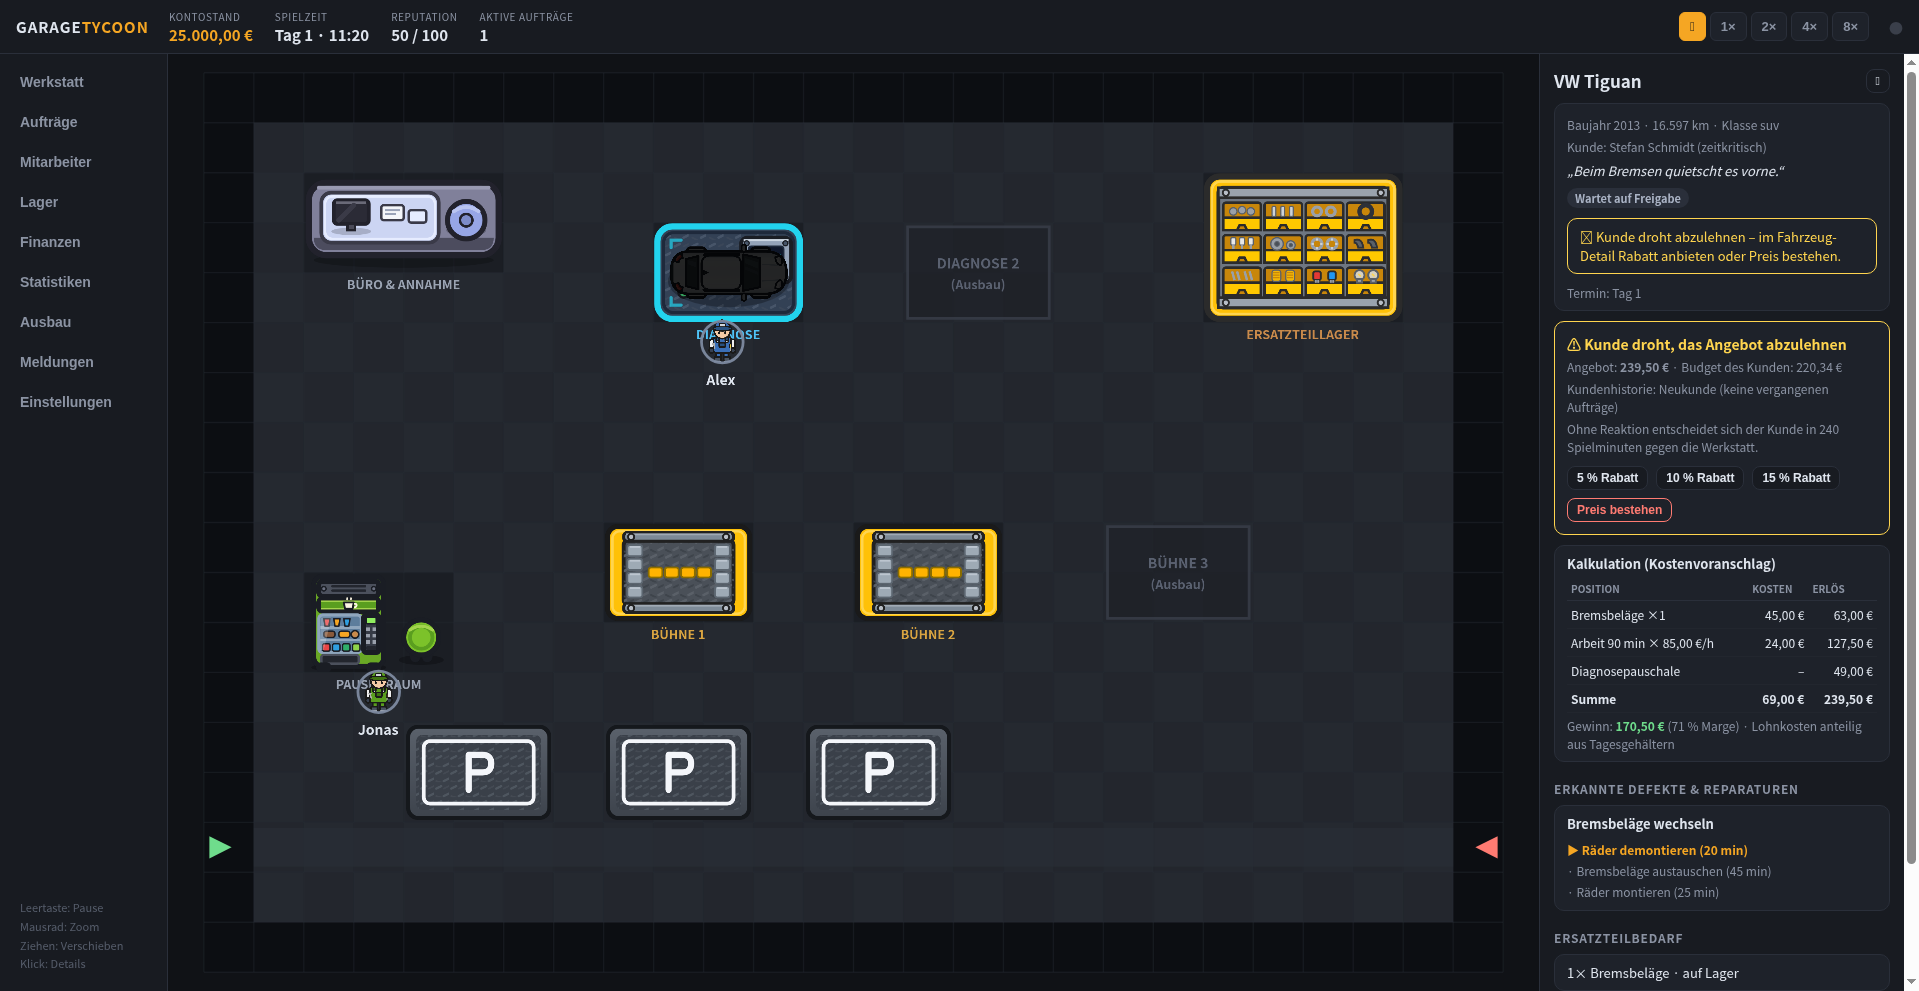 GARAGETYCOON
KONTOSTAND
25.000,00 €
SPIELZEIT
Tag 1 · 11:20
REPUTATION
50 / 100
AKTIVE AUFTRÄGE
1
1×
2×
4×
8×
Werkstatt
Aufträge
Mitarbeiter
Lager
Finanzen
Statistiken
Ausbau
Meldungen
Einstellungen
Leertaste: Pause
Mausrad: Zoom
Ziehen: Verschieben
Klick: Details
BÜRO & ANNAHME
Alex
DIAGNOSE 2
(Ausbau)
ERSATZTEILLAGER
BÜHNE 1
BÜHNE 2
BÜHNE 3
(Ausbau)
Jonas
P
P
P
VW Tiguan
Baujahr 2013 · 16.597 km · Klasse suv
Kunde: Stefan Schmidt (zeitkritisch)
„Beim Bremsen quietscht es vorne.“
Wartet auf Freigabe
Kunde droht abzulehnen – im Fahrzeug-
Detail Rabatt anbieten oder Preis bestehen.
Termin: Tag 1
⚠ Kunde droht, das Angebot abzulehnen
Angebot: 239,50 € · Budget des Kunden: 220,34 €
Kundenhistorie: Neukunde (keine vergangenen
Aufträge)
Ohne Reaktion entscheidet sich der Kunde in 240
Spielminuten gegen die Werkstatt.
5 % Rabatt
10 % Rabatt
15 % Rabatt
Preis bestehen
Kalkulation (Kostenvoranschlag)
POSITION KOSTEN ERLÖS
Bremsbeläge ×1 45,00 € 63,00 €
Arbeit 90 min × 85,00 €/h 24,00 € 127,50 €
Diagnosepauschale – 49,00 €
Summe 69,00 € 239,50 €
Gewinn: 170,50 € (71 % Marge) · Lohnkosten anteilig
aus Tagesgehältern
ERKANNTE DEFEKTE & REPARATUREN
Bremsbeläge wechseln
▶ Räder demontieren (20 min)
· Bremsbeläge austauschen (45 min)
· Räder montieren (25 min)
ERSATZTEILBEDARF
1× Bremsbeläge · auf Lager